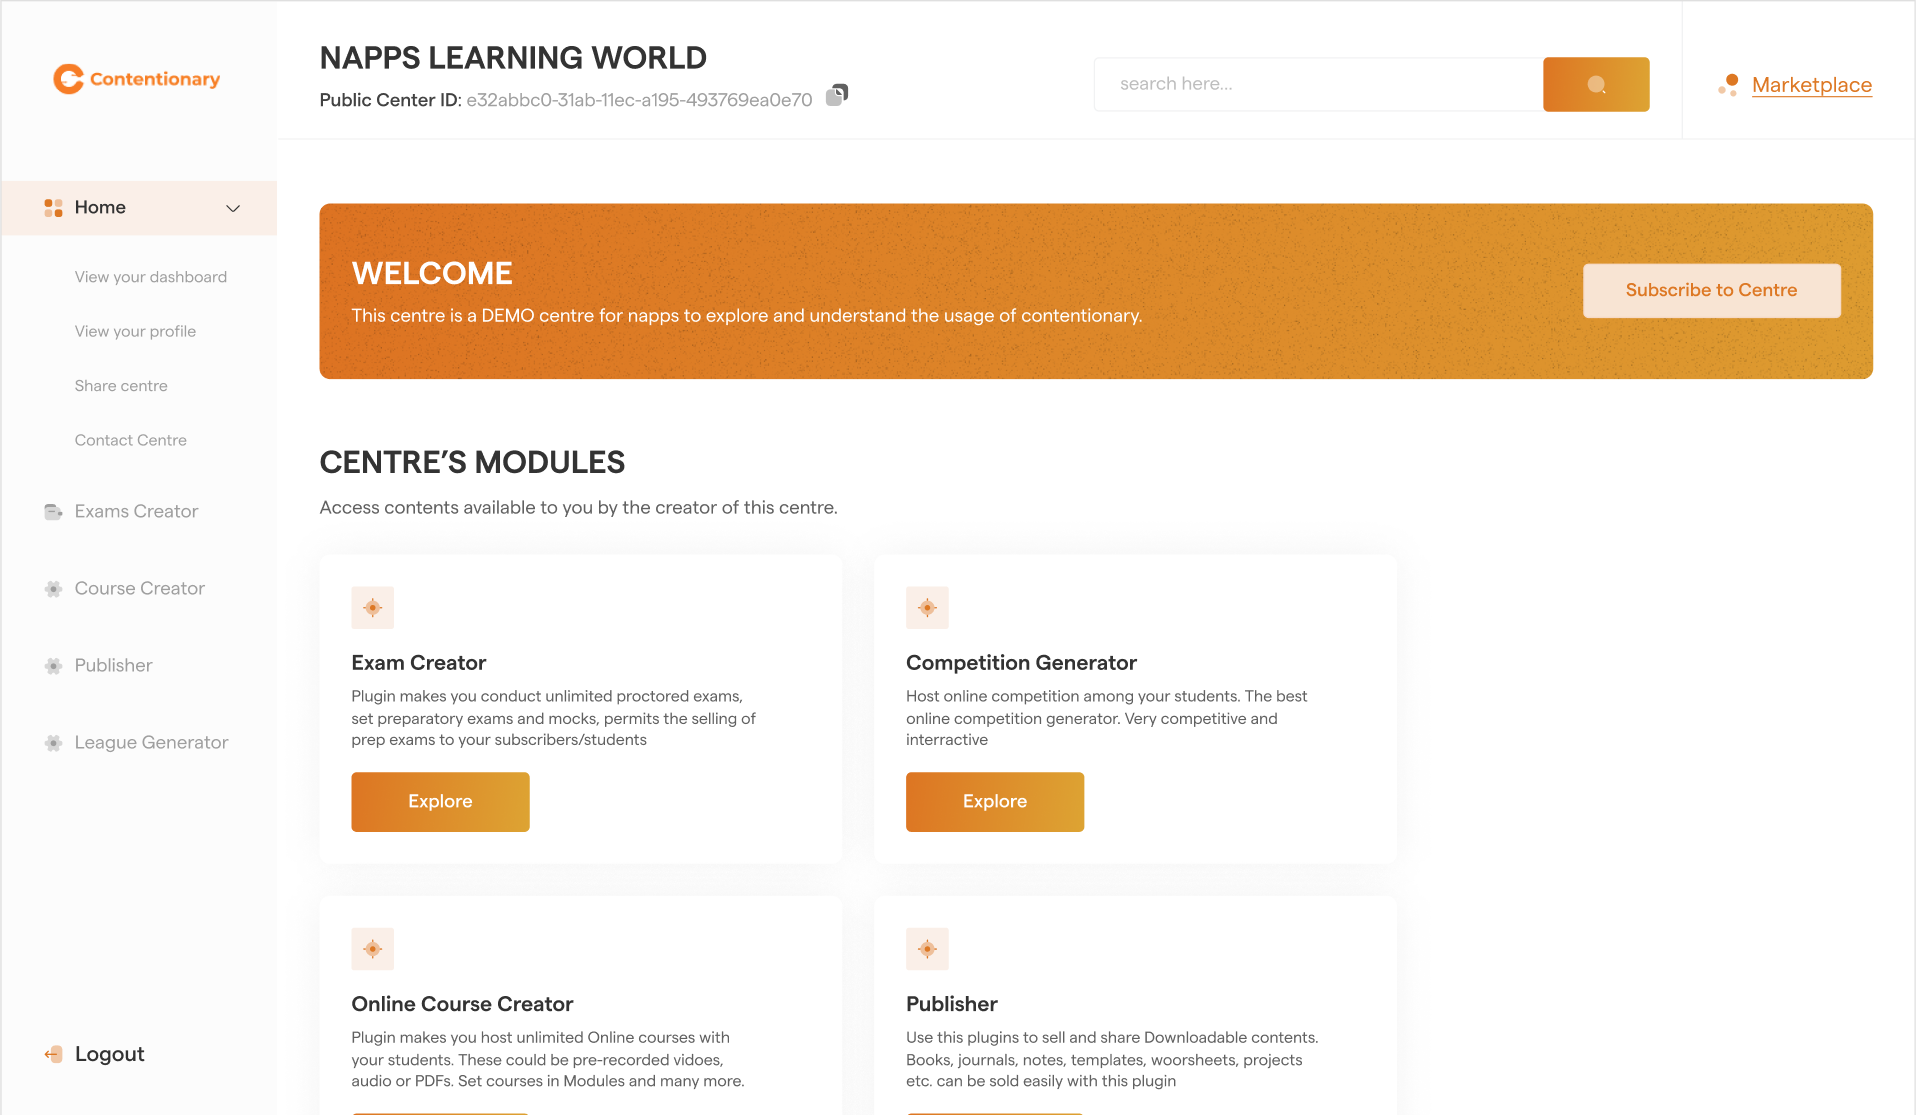 Contentionary
NAPPS LEARNING WORLD
Public Center ID: e32abbc0-31ab-11ec-a195-493769ea0e70
search here...
Marketplace
Home
View your dashboard
View your profile
Share centre
Contact Centre
Exams Creator
Course Creator
Publisher
League Generator
Logout
WELCOME
This centre is a DEMO centre for napps to explore and understand the usage of contentionary.
Subscribe to Centre
CENTRE’S MODULES
Access contents available to you by the creator of this centre.
Exam Creator
Plugin makes you conduct unlimited proctored exams,
set preparatory exams and mocks, permits the selling of
prep exams to your subscribers/students
Explore
Competition Generator
Host online competition among your students. The best
online competition generator. Very competitive and
interractive
Explore
Online Course Creator
Plugin makes you host unlimited Online courses with
your students. These could be pre-recorded vidoes,
audio or PDFs. Set courses in Modules and many more.
Publisher
Use this plugins to sell and share Downloadable contents.
Books, journals, notes, templates, woorsheets, projects
etc. can be sold easily with this plugin